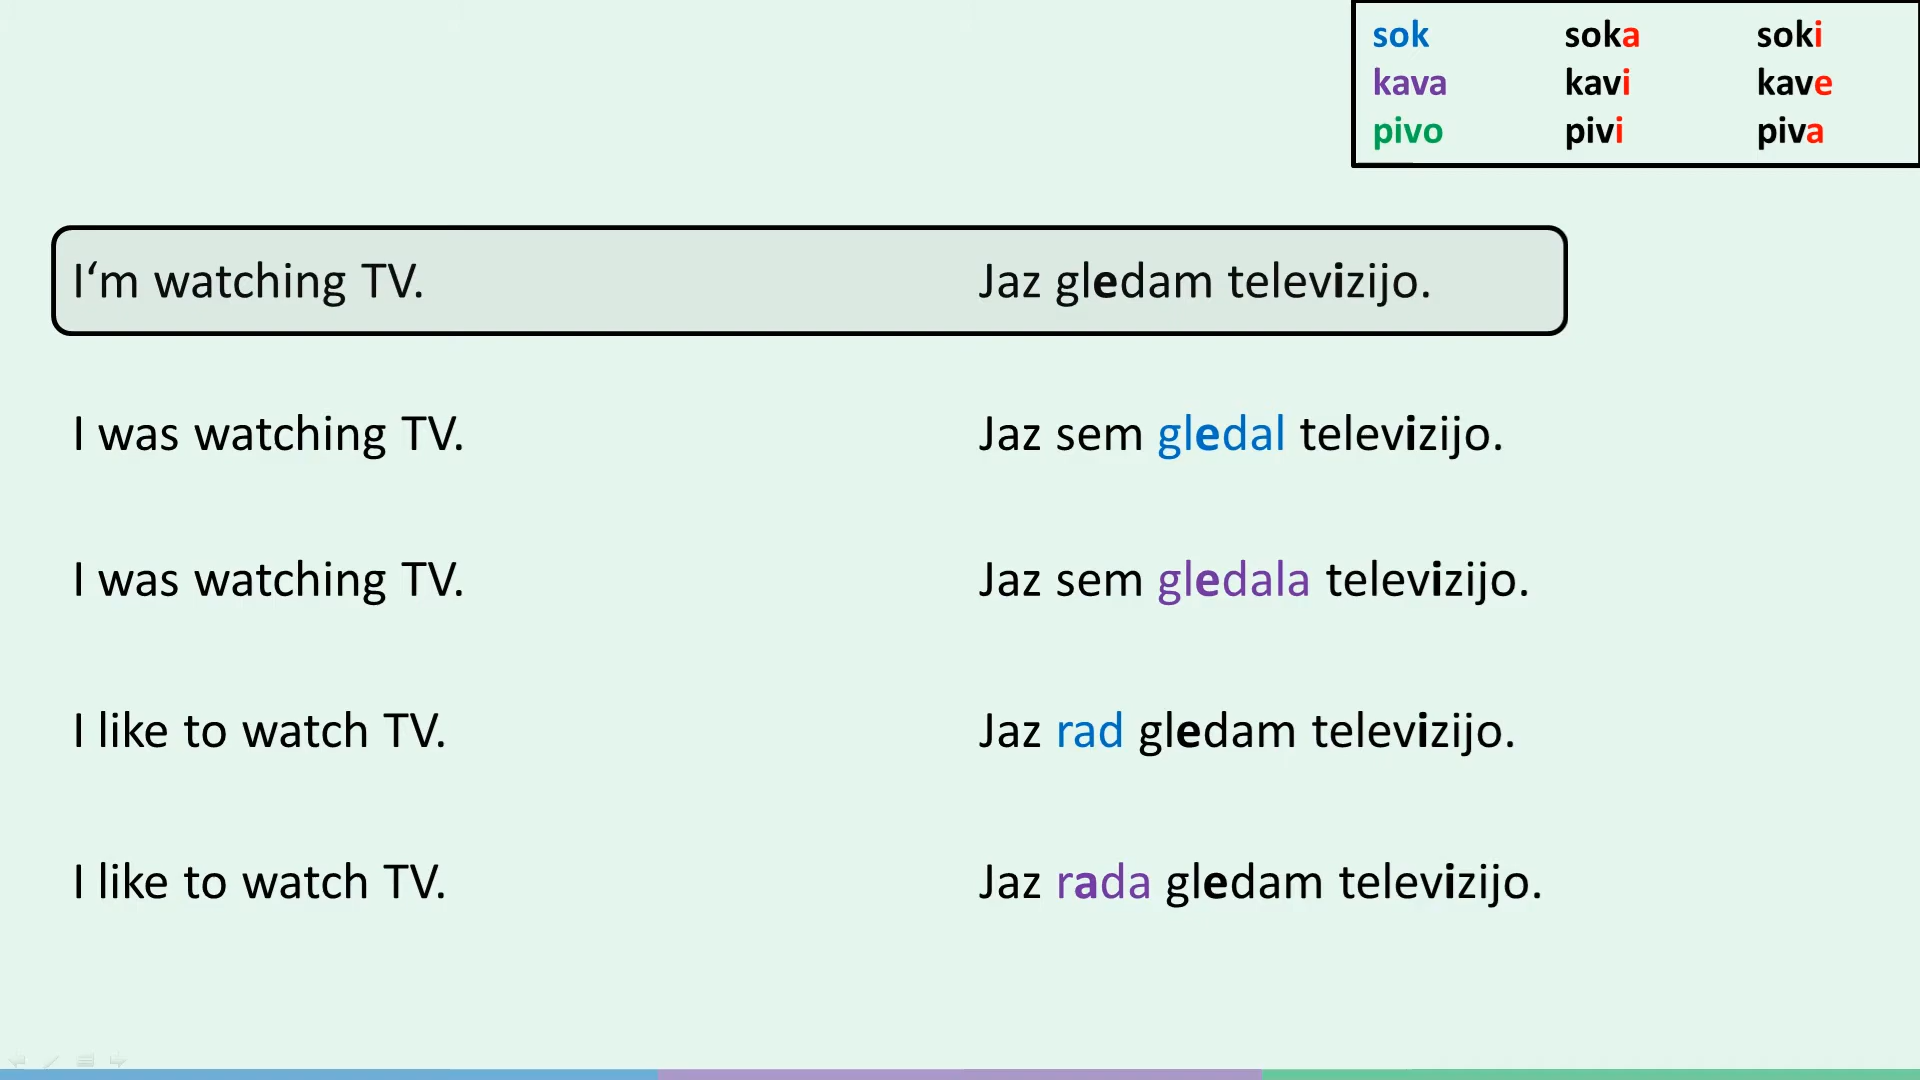 sok soka soki
kava kavi kave
pivo pivi piva
I‘m watching TV. Jaz gledam televizijo.
I was watching TV. Jaz sem gledal televizijo.
I was watching TV. Jaz sem gledala televizijo.
I like to watch TV. Jaz rad gledam televizijo.
I like to watch TV. Jaz rada gledam televizijo.